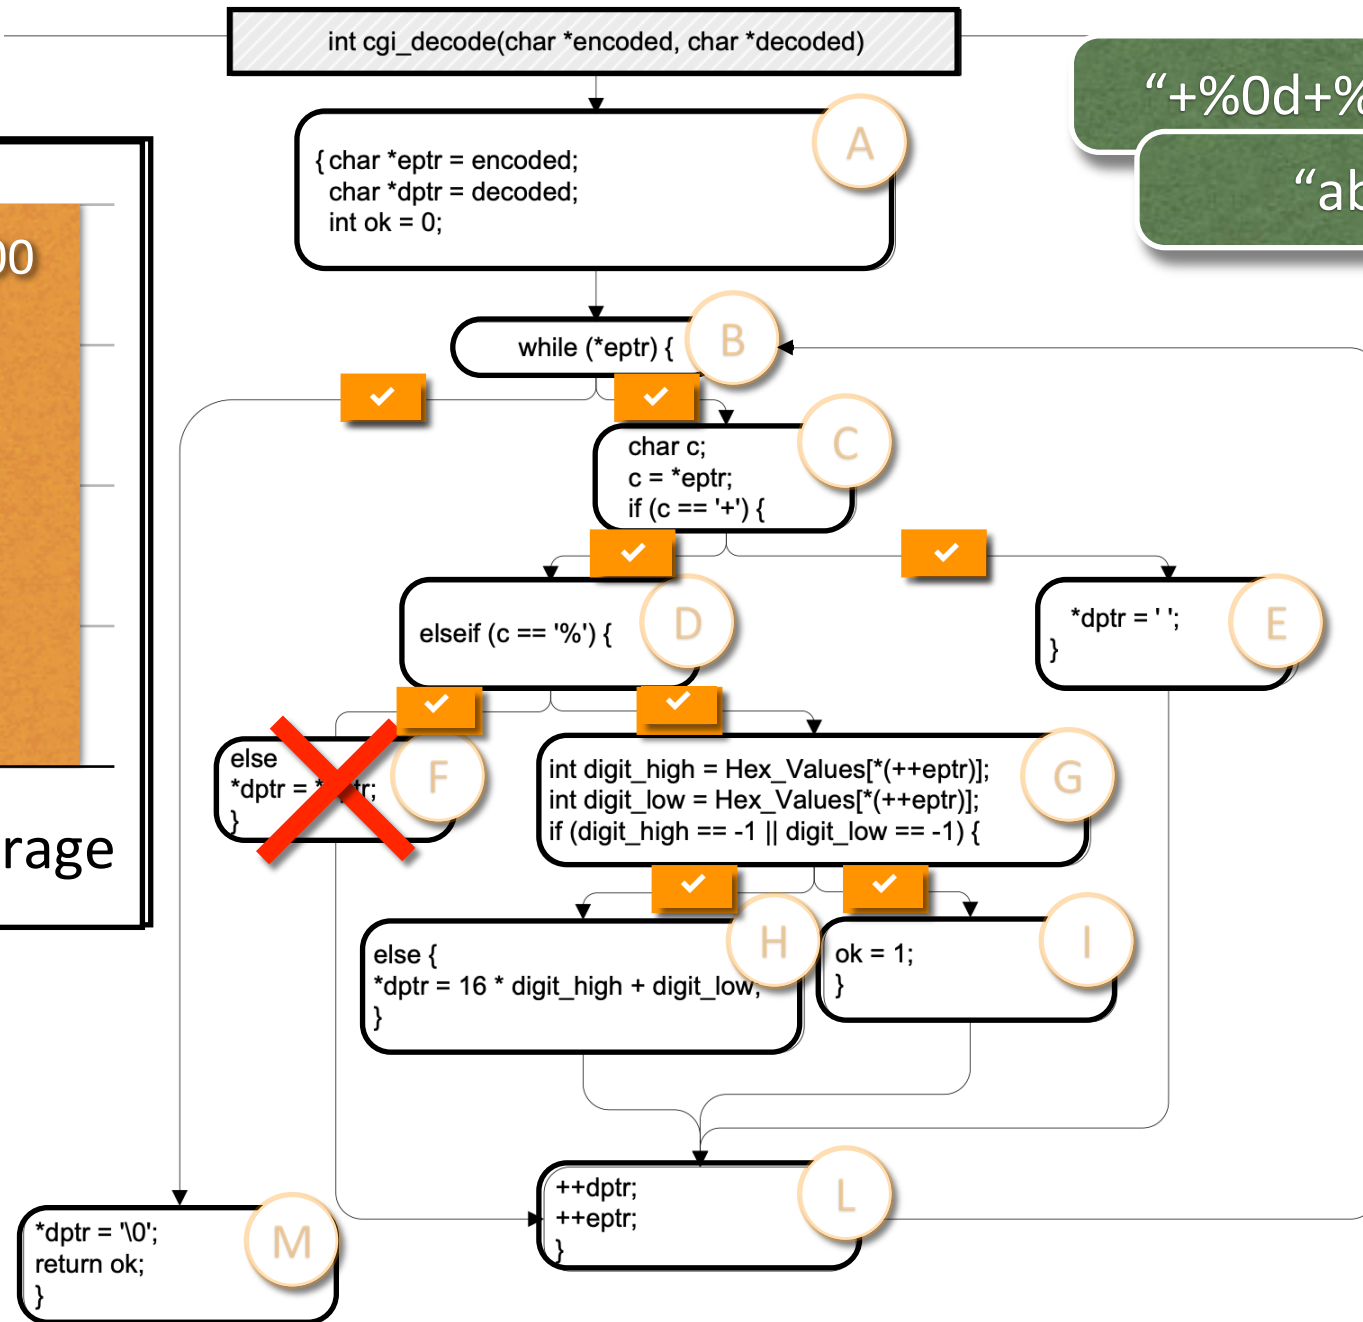 int cgi_decode(char *encoded, char *decoded)
“+%0d+%
“ab
A
{ char *eptr = encoded;
char *dptr = decoded;
int ok = 0;
00
B
while (*eptr) {
C
char c;
c = *eptr;
if (c == '+') {
D
elseif (c == '%') {
E
*dptr = ' ';
}
F
else
*dptr = *eptr;
}
G
int digit_high = Hex_Values[*(++eptr)];
int digit_low = Hex_Values[*(++eptr)];
if (digit_high == -1 || digit_low == -1) {
rage
H
else {
*dptr = 16 * digit_high + digit_low;
}
I
ok = 1;
}
L
++dptr;
++eptr;
}
M
*dptr = '\0';
return ok;
}